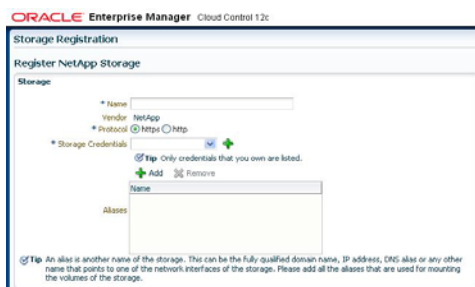 ORACLE Enterprise Manager Cloud Control 12c
Storage Registration
Register NetApp Storage
Storage
* Name
Vendor NetApp
* Protocol https http
* Storage Credentials
Tip Only credentials that you own are listed.
Add Remove
Name
Aliases
Tip An alias is another name of the storage. This can be the fully qualified domain name, IP address, DNS alias or any other
name that points to one of the network interfaces of the storage. Please add all the aliases that are used for mounting
the volumes of the storage.